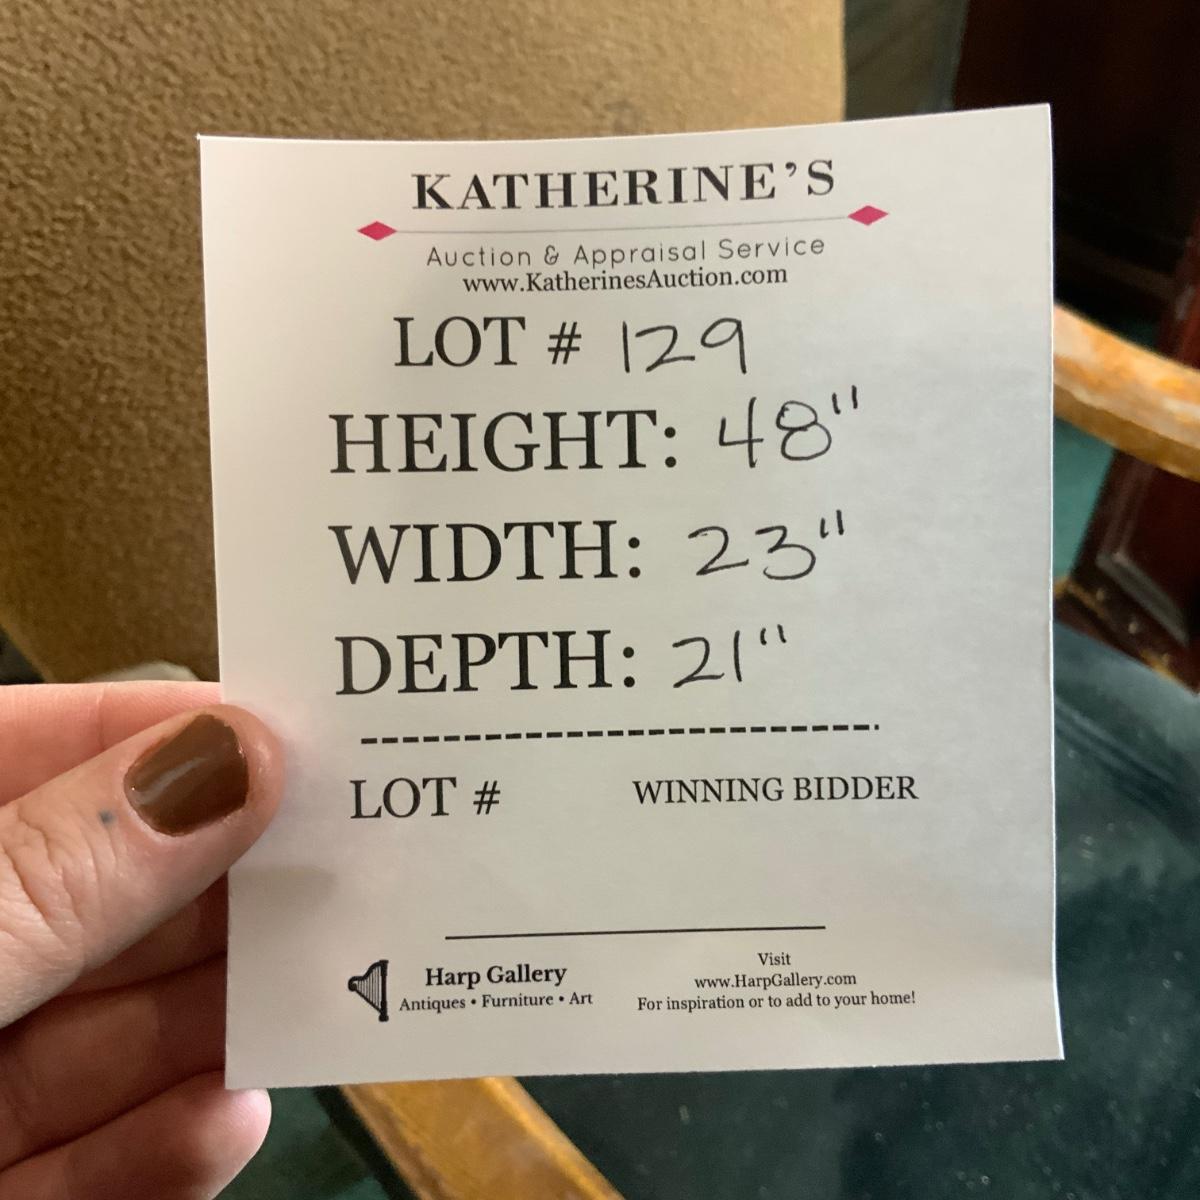 KATHERINE'S
Auction & Appraisal Service
www.KatherinesAuction.com
LOT # 129
HEIGHT: 48"
WIDTH: 23"
DEPTH: 21"
LOT # WINNING BIDDER
Harp Gallery
Antiques • Furniture • Art
Visit
www.HarpGallery.com
For inspiration or to add to your home!